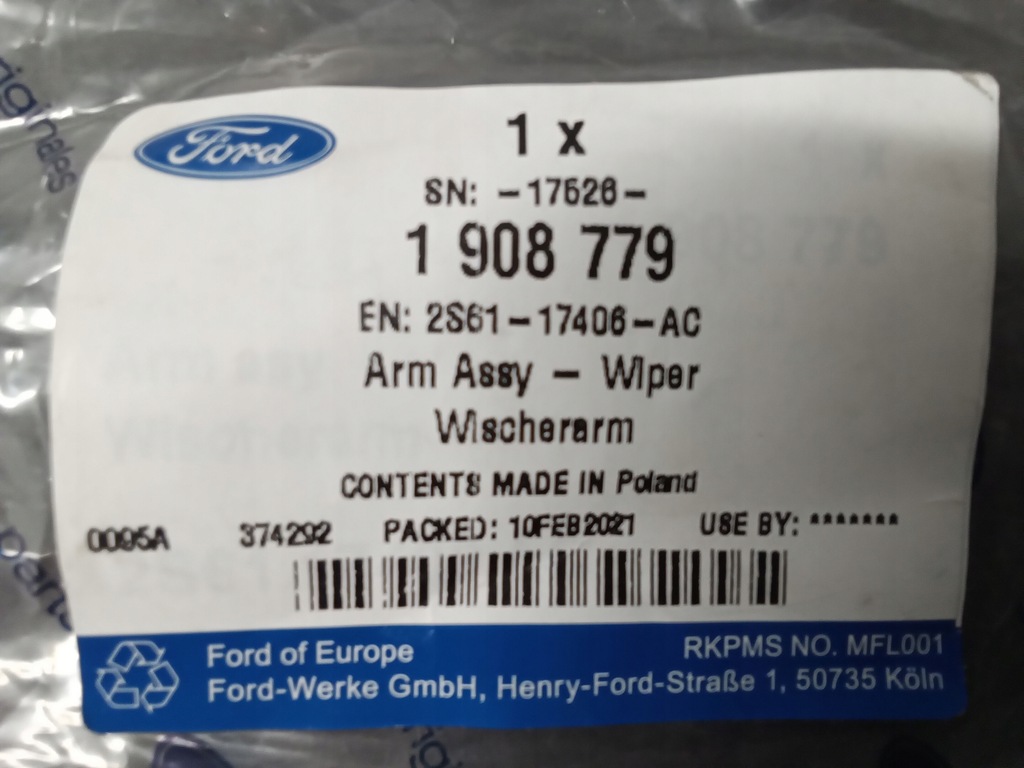 Ford
1 x
SN: -17526-
1 908 779
EN: 2S61-17406-AC
Arm Assy - Wiper
Wischerarm
CONTENTS MADE IN Poland
0095A 374292 PACKED: 10FEB2021 USE BY: *******
Ford of Europe RKPMS NO. MFL001
Ford-Werke GmbH, Henry-Ford-Straße 1, 50735 Köln
originales